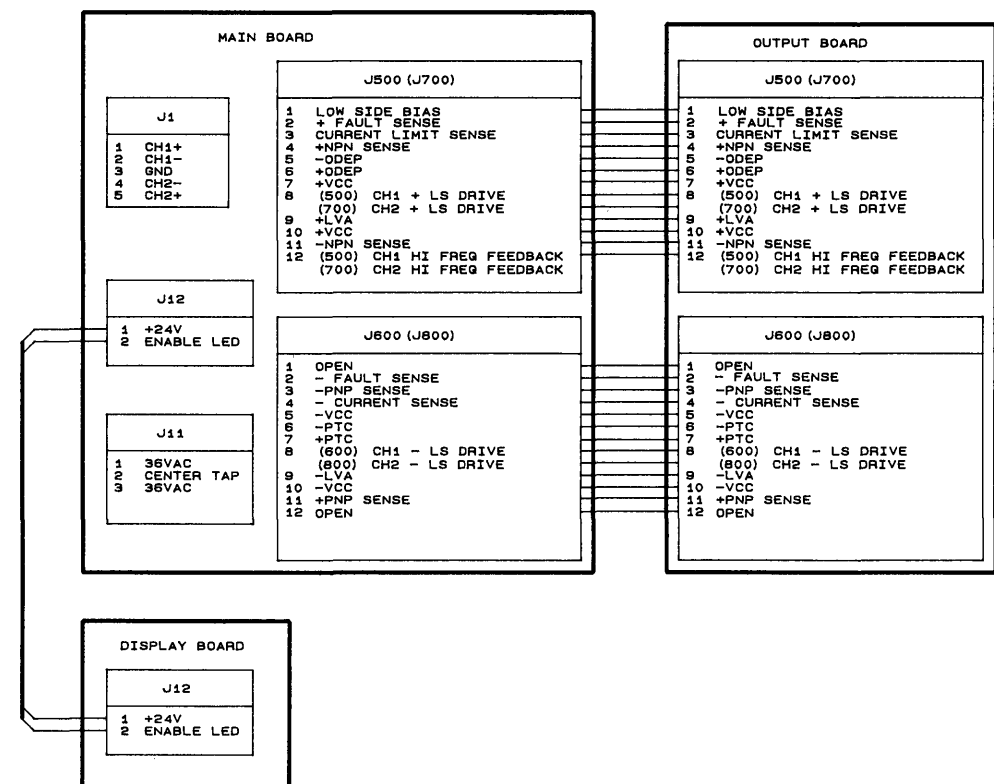 MAIN BOARD
J1
1 CH1+
2 CH1-
3 GND
4 CH2-
5 CH2+
J12
1 +24V
2 ENABLE LED
J11
1 36VAC
2 CENTER TAP
3 36VAC
J500 (J700)
1 LOW SIDE BIAS
2 + FAULT SENSE
3 CURRENT LIMIT SENSE
4 +NPN SENSE
5 -ODEP
6 +ODEP
7 +VCC
8 (500) CH1 + LS DRIVE
(700) CH2 + LS DRIVE
9 +LVA
10 +VCC
11 -NPN SENSE
12 (500) CH1 HI FREQ FEEDBACK
(700) CH2 HI FREQ FEEDBACK
J600 (J800)
1 OPEN
2 - FAULT SENSE
3 -PNP SENSE
4 - CURRENT SENSE
5 -VCC
6 -PTC
7 +PTC
8 (600) CH1 - LS DRIVE
(800) CH2 - LS DRIVE
9 -LVA
10 -VCC
11 +PNP SENSE
12 OPEN
OUTPUT BOARD
J500 (J700)
1 LOW SIDE BIAS
2 + FAULT SENSE
3 CURRENT LIMIT SENSE
4 +NPN SENSE
5 -ODEP
6 +ODEP
7 +VCC
8 (500) CH1 + LS DRIVE
(700) CH2 + LS DRIVE
9 +LVA
10 +VCC
11 -NPN SENSE
12 (500) CH1 HI FREQ FEEDBACK
(700) CH2 HI FREQ FEEDBACK
J600 (J800)
1 OPEN
2 - FAULT SENSE
3 -PNP SENSE
4 - CURRENT SENSE
5 -VCC
6 -PTC
7 +PTC
8 (600) CH1 - LS DRIVE
(800) CH2 - LS DRIVE
9 -LVA
10 -VCC
11 +PNP SENSE
12 OPEN
DISPLAY BOARD
J12
1 +24V
2 ENABLE LED